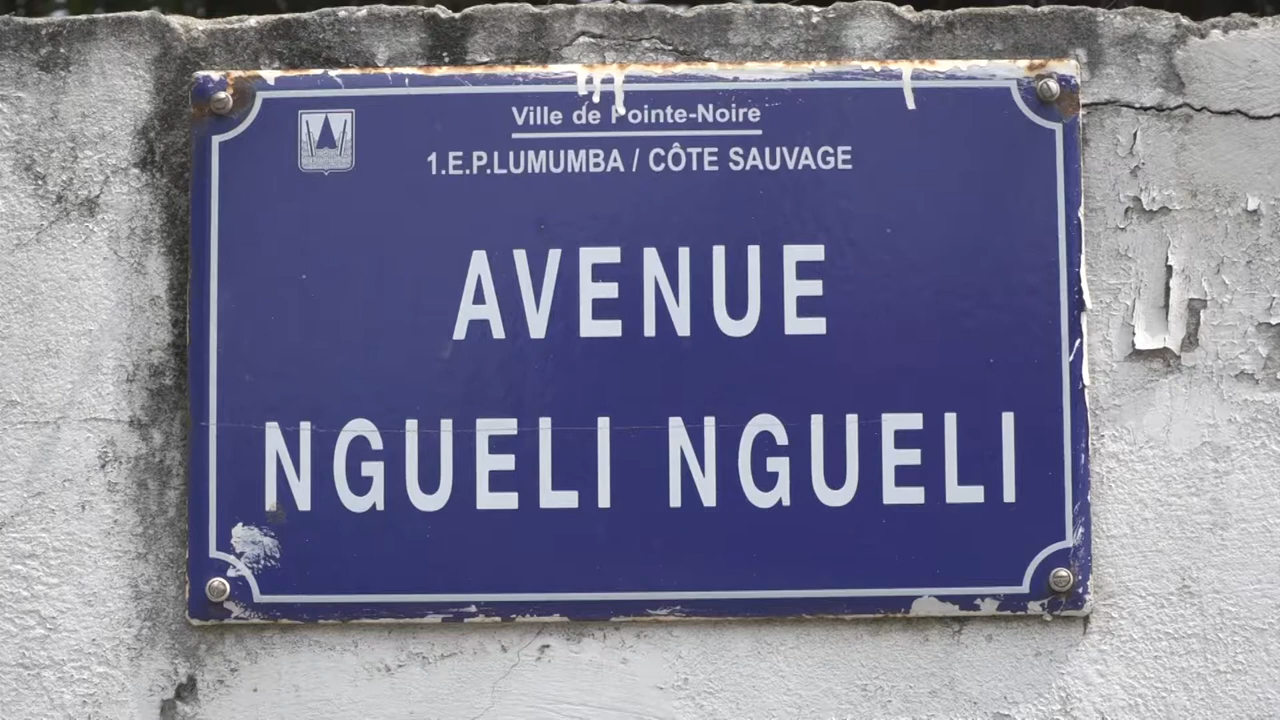 Ville de Pointe-Noire
1.E.P.LUMUMBA / CÔTE SAUVAGE
AVENUE
NGUELI NGUELI